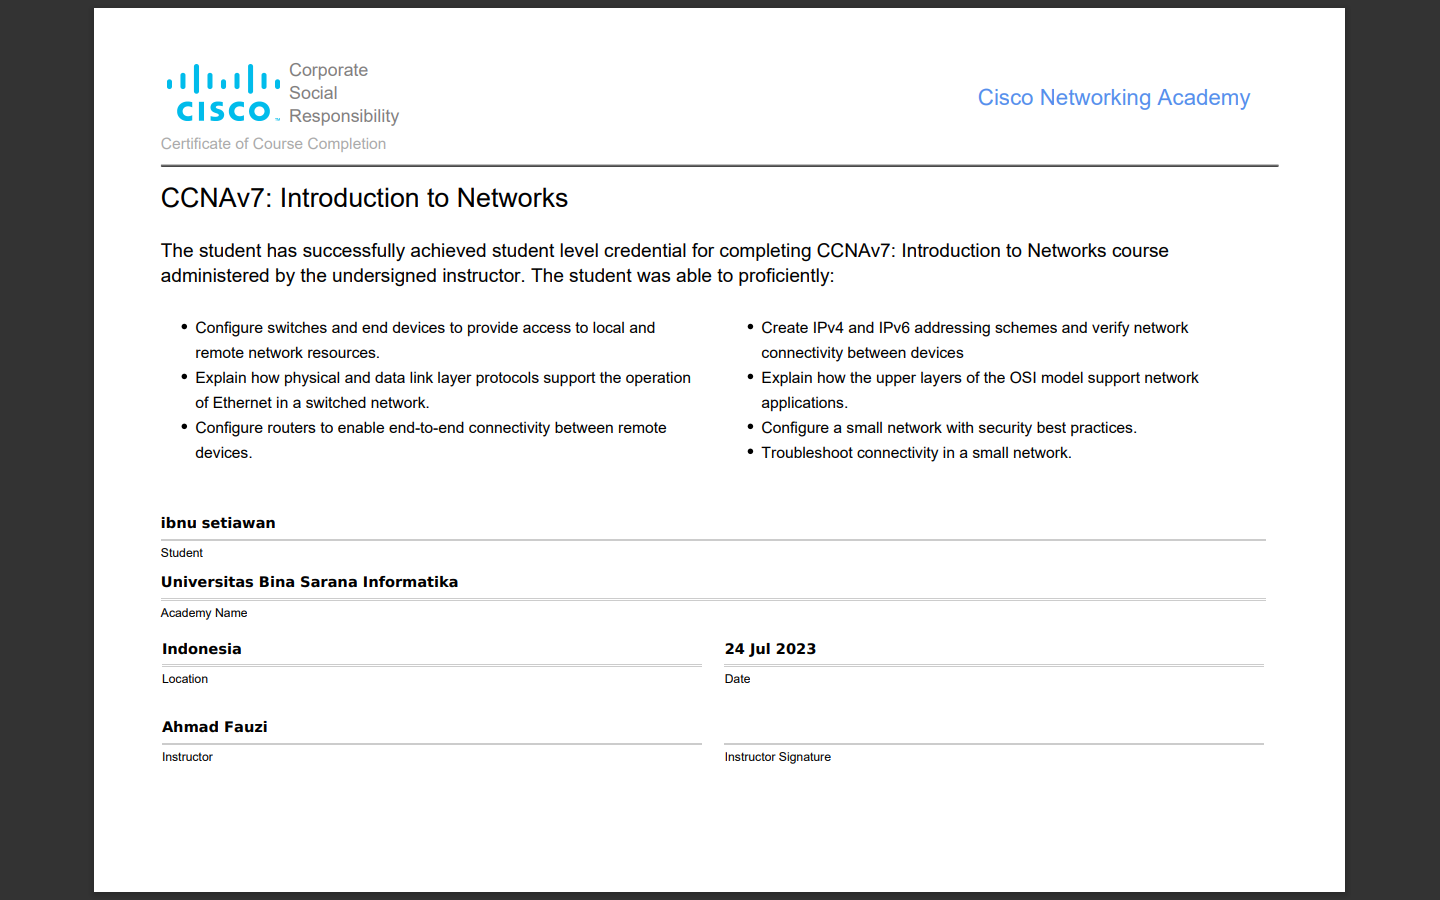 CISCO
Corporate
Social
Responsibility
Cisco Networking Academy
Certificate of Course Completion
CCNAv7: Introduction to Networks
The student has successfully achieved student level credential for completing CCNAv7: Introduction to Networks course
administered by the undersigned instructor. The student was able to proficiently:
• Configure switches and end devices to provide access to local and
remote network resources.
• Explain how physical and data link layer protocols support the operation
of Ethernet in a switched network.
• Configure routers to enable end-to-end connectivity between remote
devices.
• Create IPv4 and IPv6 addressing schemes and verify network
connectivity between devices
• Explain how the upper layers of the OSI model support network
applications.
• Configure a small network with security best practices.
• Troubleshoot connectivity in a small network.
ibnu setiawan
Student
Universitas Bina Sarana Informatika
Academy Name
Indonesia
Location
24 Jul 2023
Date
Ahmad Fauzi
Instructor
Instructor Signature